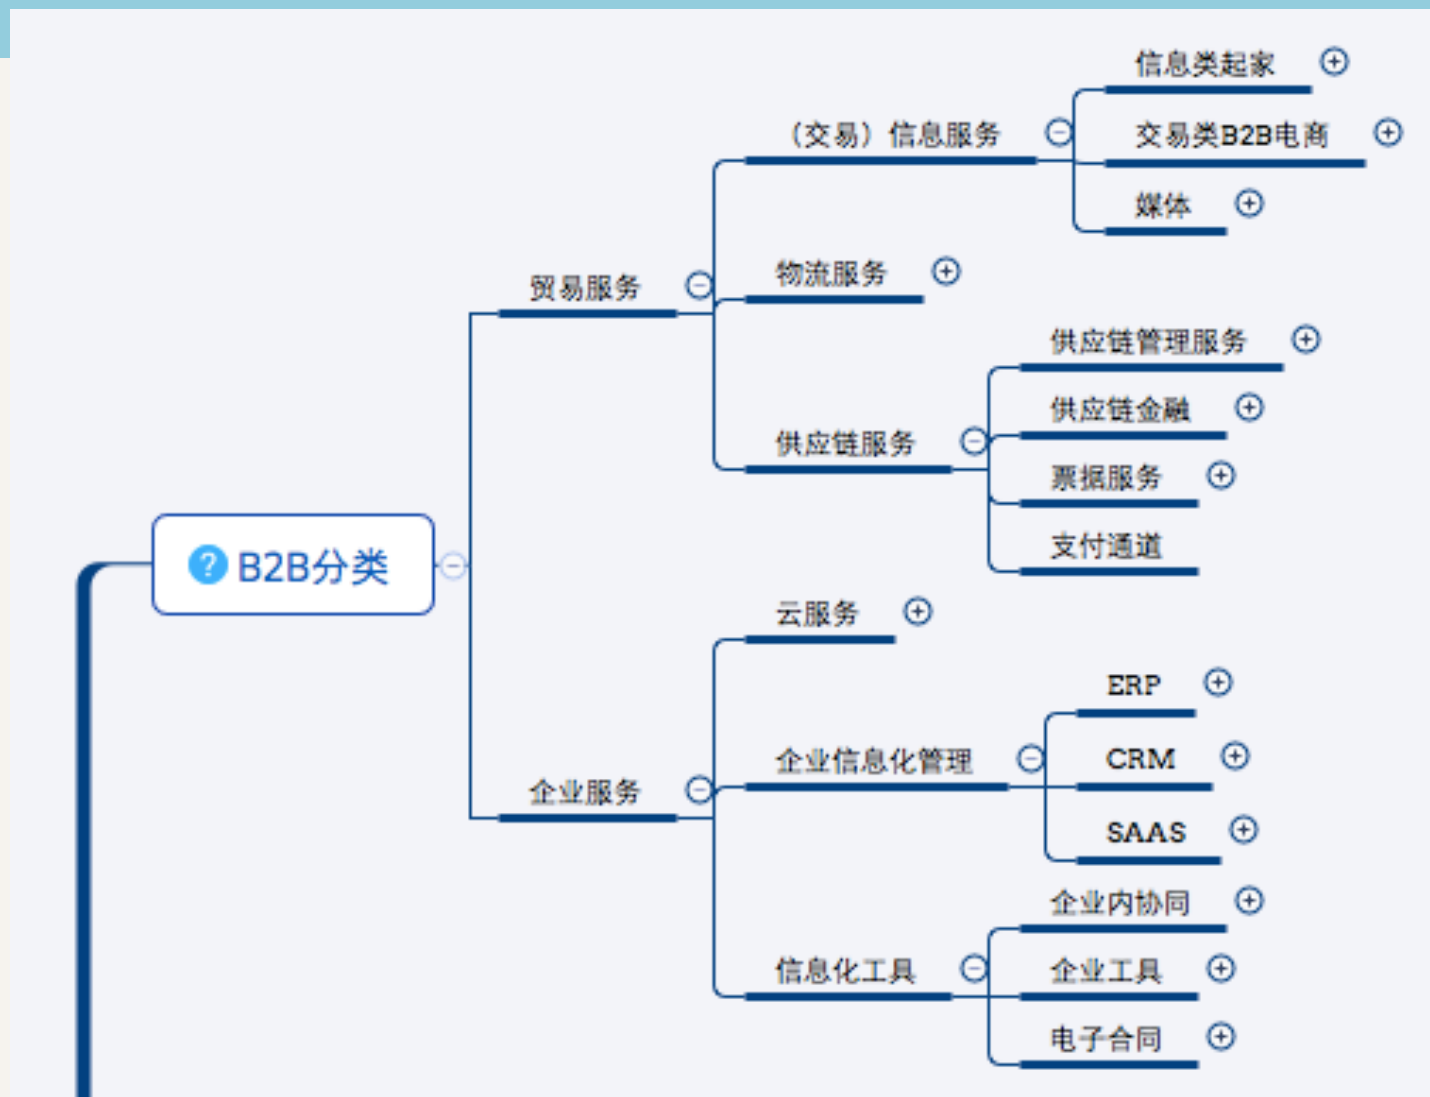 信息类起家
（交易）信息服务
交易类B2B电商
媒体
物流服务
贸易服务
供应链管理服务
供应链金融
供应链服务
票据服务
支付通道
B2B分类
云服务
ERP
企业信息化管理
CRM
企业服务
SAAS
企业内协同
信息化工具
企业工具
电子合同